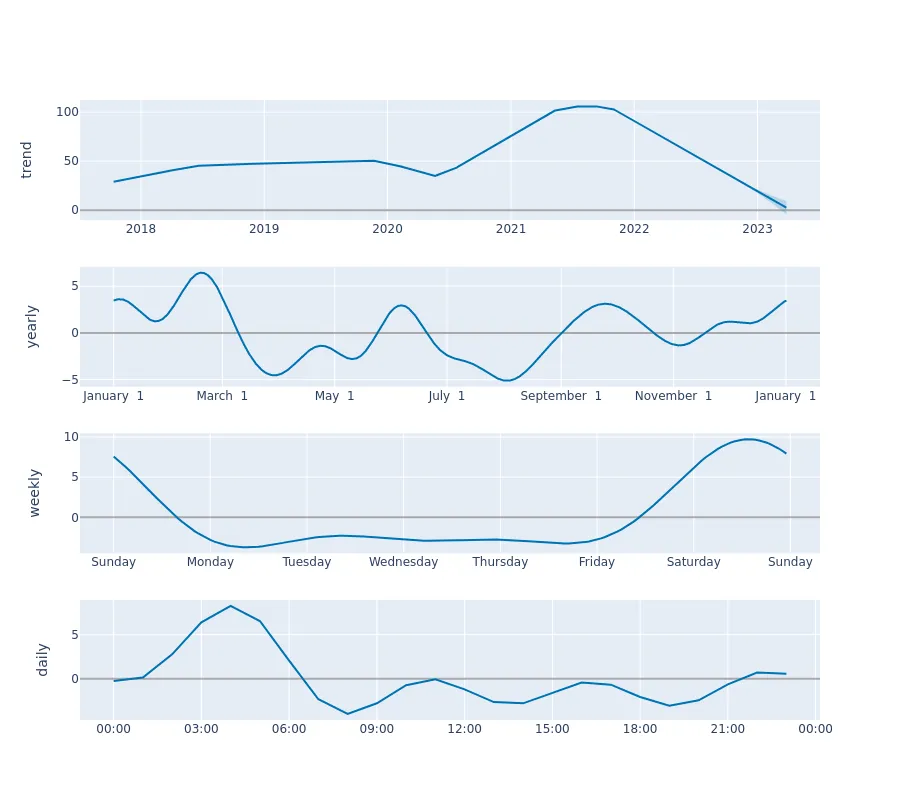 trend
100
50
0
2018 2019 2020 2021 2022 2023
yearly
5
0
−5
January 1 March 1 May 1 July 1 September 1 November 1 January 1
weekly
10
5
0
Sunday Monday Tuesday Wednesday Thursday Friday Saturday Sunday
daily
5
0
00:00 03:00 06:00 09:00 12:00 15:00 18:00 21:00 00:00